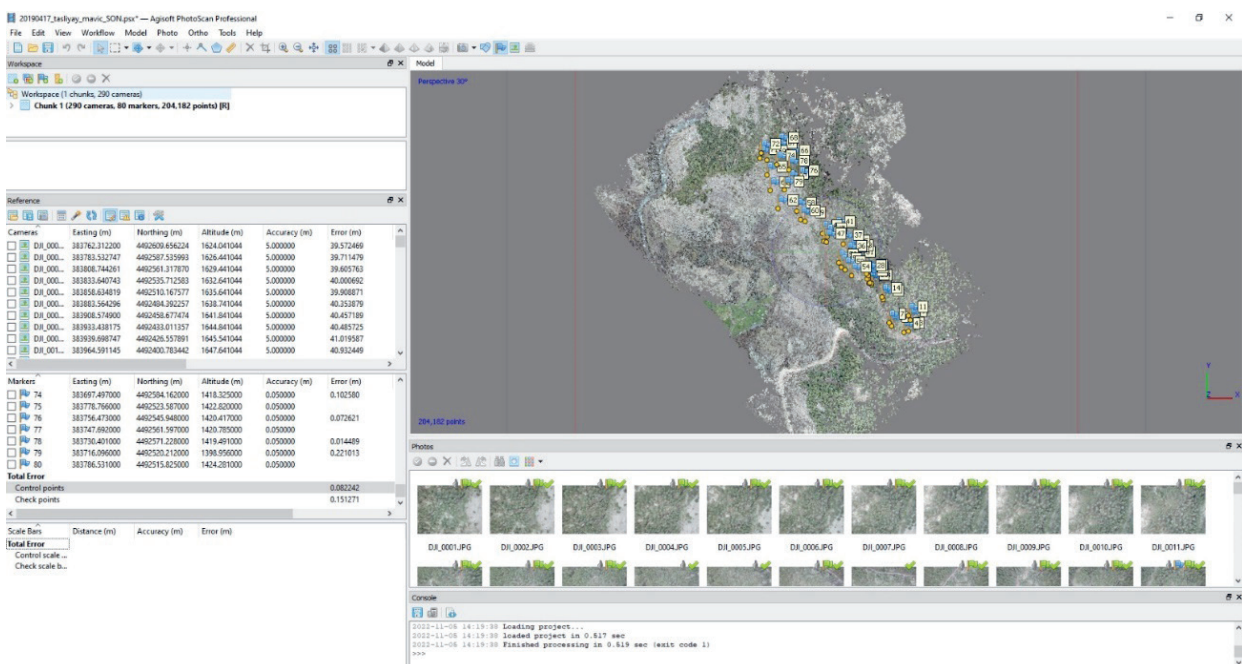 20190417_tasliyay_mavic_SON.psx* — Agisoft PhotoScan Professional
File Edit View Workflow Model Photo Ortho Tools Help
Workspace
Workspace (1 chunks, 290 cameras)
Chunk 1 (290 cameras, 80 markers, 204,182 points) [R]
Reference
Cameras Easting (m) Northing (m) Altitude (m) Accuracy (m) Error (m)
DJI_000... 383762.312200 4492609.656224 1624.041044 5.000000 39.572469
DJI_000... 383783.532747 4492587.535993 1626.441044 5.000000 39.711479
DJI_000... 383808.744261 4492561.317870 1629.441044 5.000000 39.605763
DJI_000... 383833.640743 4492535.712583 1632.641044 5.000000 40.000692
DJI_000... 383858.634819 4492510.167577 1635.641044 5.000000 39.908871
DJI_000... 383883.564296 4492484.392257 1638.741044 5.000000 40.353879
DJI_000... 383908.574900 4492458.677474 1641.841044 5.000000 40.457189
DJI_000... 383933.438175 4492433.011357 1644.841044 5.000000 40.485725
DJI_000... 383939.698747 4492426.557891 1645.541044 5.000000 41.019587
DJI_001... 383964.591145 4492400.783442 1647.641044 5.000000 40.932449
Markers Easting (m) Northing (m) Altitude (m) Accuracy (m) Error (m)
74 383697.497000 4492584.162000 1418.325000 0.050000 0.102580
75 383778.766000 4492523.587000 1422.820000 0.050000
76 383756.473000 4492545.948000 1420.417000 0.050000 0.072621
77 383747.692000 4492561.597000 1420.785000 0.050000
78 383730.401000 4492571.228000 1419.491000 0.050000 0.014489
79 383716.096000 4492520.212000 1398.956000 0.050000 0.221013
80 383786.531000 4492515.825000 1424.281000 0.050000
Total Error
Control points 0.082242
Check points 0.151271
Scale Bars Distance (m) Accuracy (m) Error (m)
Total Error
Control scale ...
Check scale b...
Model
Perspective 30°
68
72
66
74
78
76
62
59
60
41
47
37
14
11
Y
X
204,182 points
Photos
DJI_0001.JPG DJI_0002.JPG DJI_0003.JPG DJI_0004.JPG DJI_0005.JPG DJI_0006.JPG DJI_0007.JPG DJI_0008.JPG DJI_0009.JPG DJI_0010.JPG DJI_0011.JPG
Console
2022-11-06 14:19:38 Loading project...
2022-11-06 14:19:38 loaded project in 0.517 sec
2022-11-06 14:19:38 Finished processing in 0.519 sec (exit code 1)
>>>